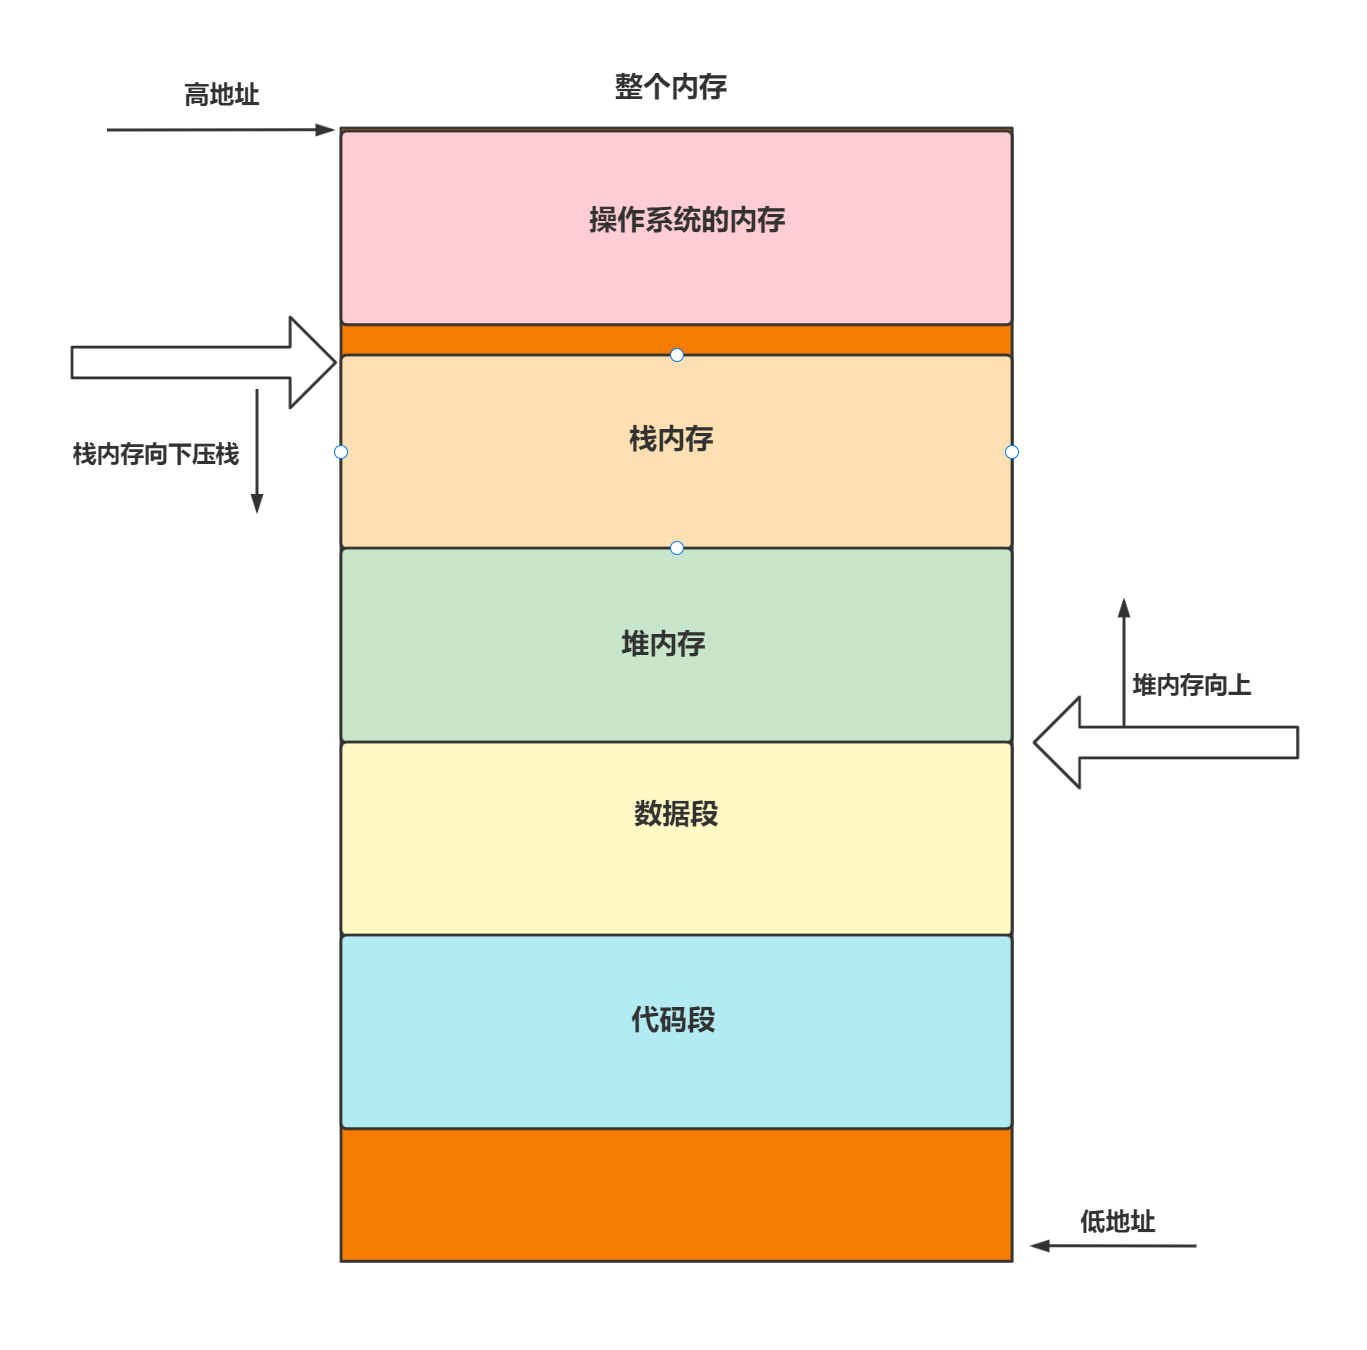 整个内存
高地址
操作系统的内存
栈内存
栈内存向下压栈
堆内存
堆内存向上
数据段
代码段
低地址